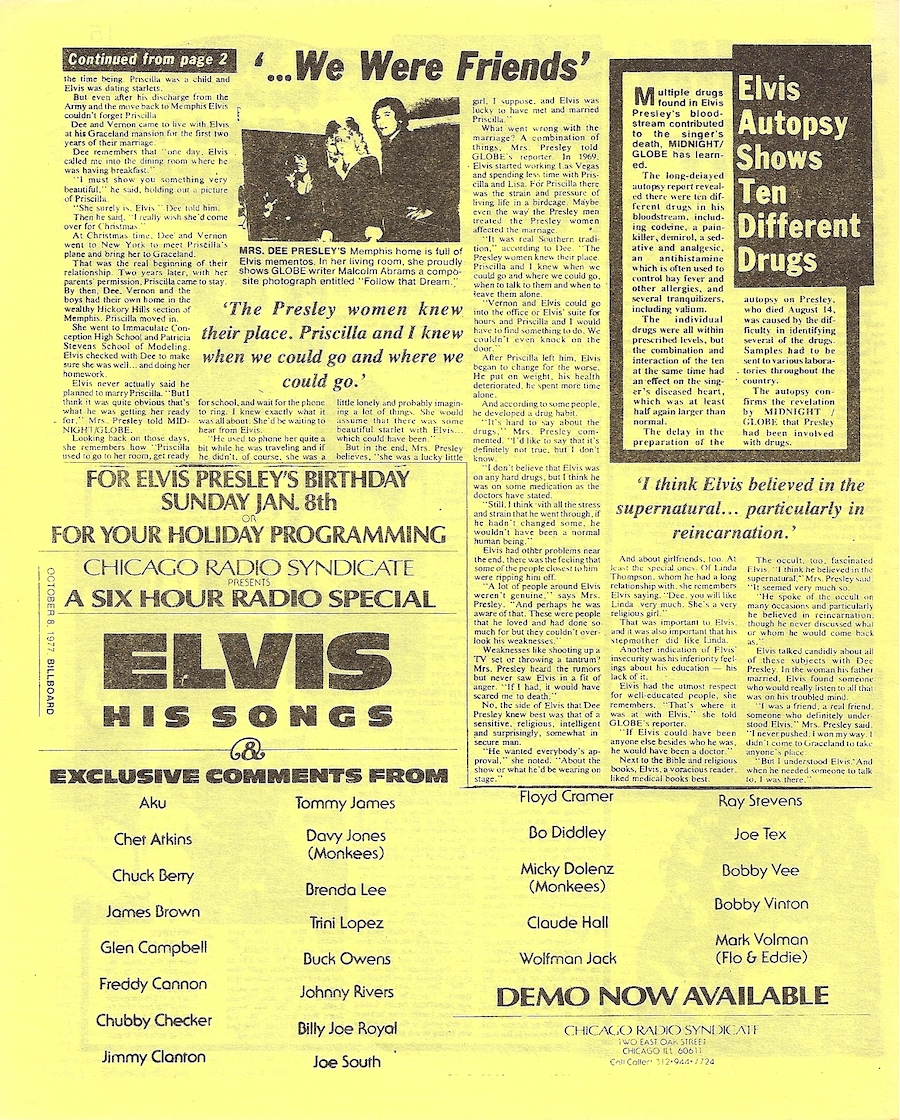 Continued from page 2
'...We Were Friends'
the time being. Priscilla was a child and
Elvis was dating starlets.
But even after his discharge from the
Army and the move back to Memphis Elvis
couldn't forget Priscilla
Dee and Vernon came to live with Elvis
at his Graceland mansion for the first two
years of their marriage.
Dee remembers that "one day, Elvis
called me into the dining room where he
was having breakfast."
"I must show you something very
beautiful," he said, holding out a picture
of Priscilla.
"She surely is, Elvis" Dee told him.
Then he said, "I really wish she'd come
over for Christmas."
At Christmas time, Dee and Vernon
went to New York to meet Priscilla's
plane and bring her to Graceland.
That was the real beginning of their
relationship. Two years later, with her
parents' permission, Priscilla came to stay.
By then, Dee, Vernon and the
boys had their own home in the
wealthy Hickory Hills section of
Memphis. Priscilla moved in.
She went to Immaculate Con-
ception High School and Patricia
Stevens School of Modeling.
Elvis checked with Dee to make
sure she was well... and doing her
homework.
Elvis never actually said he
planned to marry Priscilla. "But I
think it was quite obvious that's
what he was getting her ready
for," Mrs. Presley told MID-
NIGHT/GLOBE.
Looking back on those days,
she remembers how "Priscilla
used to go to her room, get ready
MRS. DEE PRESLEY'S Memphis home is full of
Elvis mementos. In her living room, she proudly
shows GLOBE writer Malcolm Abrams a compo-
site photograph entitled "Follow that Dream."
'The Presley women knew
their place. Priscilla and I knew
when we could go and where we
could go.'
for school, and wait for the phone
to ring. I knew exactly what it
was all about. She'd be waiting to
hear from Elvis.
"He used to phone her quite a
bit while he was traveling and if
he didn't, of course, she was a
little lonely and probably imagin-
ing a lot of things. She would
assume that there was some
beautiful starlet with Elvis...
which could have been."
But in the end, Mrs. Presley
believes, "she was a lucky little
girl, I suppose, and Elvis was
lucky to have met and married
Priscilla."
What went wrong with the
marriage? A combination of
things, Mrs. Presley told
GLOBE's reporter. In 1969,
Elvis started working Las Vegas
and spending less time with Pris-
cilla and Lisa. For Priscilla there
was the strain and pressure of
living life in a birdcage. Maybe
even the way the Presley men
treated the Presley women
affected the marriage.
"It was real Southern tradi-
tion," according to Dee. "The
Presley women knew their place.
Priscilla and I knew when we
could go and where we could go,
when to talk to them and when to
leave them alone.
"Vernon and Elvis could go
into the office or Elvis' suite for
hours and Priscilla and I would
have to find something to do. We
couldn't even knock on the
door."
After Priscilla left him, Elvis
began to change for the worse.
He put on weight, his health
deteriorated, he spent more time
alone.
And according to some people,
he developed a drug habit.
"It's hard to say about the
drugs," Mrs. Presley com-
mented. "I'd like to say that it's
definitely not true, but I don't
know.
"I don't believe that Elvis was
on any hard drugs, but I think he
was on some medication as the
doctors have stated.
"Still, I think with all the stress
and strain that he went through, if
he hadn't changed some, he
wouldn't have been a normal
human being."
Elvis had other problems near
the end, there was the feeling that
some of the people closest to him
were ripping him off.
"A lot of people around Elvis
weren't genuine," says Mrs.
Presley. "And perhaps he was
aware of that. These were people
that he loved and had done so
much for but they couldn't over-
look his weaknesses."
Weaknesses like shooting up a
TV set or throwing a tantrum?
Mrs. Presley heard the rumors
but never saw Elvis in a fit of
anger. "If I had, it would have
scared me to death."
No, the side of Elvis that Dee
Presley knew best was that of a
sensitive, religious, intelligent
and surprisingly, somewhat in
secure man.
"He wanted everybody's ap-
proval," she noted. "About the
show or what he'd be wearing on
stage."
Elvis
Autopsy
Shows
Ten
Different
Drugs
Multiple drugs
found in Elvis
Presley's blood-
stream contributed
to the singer's
death, MIDNIGHT/
GLOBE has learn-
ed.
The long-delayed
autopsy report reveal-
ed there were ten dif-
ferent drugs in his
bloodstream, includ-
ing codeine, a pain-
killer, demirol, a sed-
ative and analgesic,
an antihistamine
which is often used to
control hay fever and
other allergies, and
several tranquilizers,
including valium.
The individual
drugs were all within
prescribed levels, but
the combination and
interaction of the ten
at the same time had
an effect on the sing-
er's diseased heart,
which was at least
half again larger than
normal.
The delay in the
preparation of the
autopsy on Presley,
who died August 14,
was caused by the dif-
ficulty in identifying
several of the drugs.
Samples had to be
sent to various labora-
tories throughout the
country.
The autopsy con-
firms the revelation
by MIDNIGHT /
GLOBE that Presley
had been involved
with drugs.
'I think Elvis believed in the
supernatural... particularly in
reincarnation.'
And about girlfriends, too. At
least the special ones. Of Linda
Thompson, whom he had a long
relationship with, she remembers
Elvis saying, "Dee, you will like
Linda very much. She's a very
religious girl."
That was important to Elvis,
and it was also important that his
stepmother did like Linda.
Another indication of Elvis'
insecurity was his inferiority feel-
ings about his education — his
lack of it.
Elvis had the utmost respect
for well-educated people, she
remembers. "That's where it
was at with Elvis," she told
GLOBE's reporter.
"If Elvis could have been
anyone else besides who he was,
he would have been a doctor."
Next to the Bible and religious
books, Elvis, a voracious reader,
liked medical books best.
The occult, too, fascinated
Elvis. "I think he believed in the
supernatural," Mrs. Presley said.
"It seemed very much so.
"He spoke of the occult on
many occasions and particularly
he believed in reincarnation,
though he never discussed what
or whom he would come back
as."
Elvis talked candidly about all
of these subjects with Dee
Presley. In the woman his father
married, Elvis found someone
who would really listen to all that
was on his troubled mind.
"I was a friend, a real friend,
someone who definitely under-
stood Elvis," Mrs. Presley said.
"I never pushed. I won my way. I
didn't come to Graceland to take
anyone's place.
"But I understood Elvis. And
when he needed someone to talk
to, I was there."
FOR ELVIS PRESLEY'S BIRTHDAY
SUNDAY JAN. 8th
OR
FOR YOUR HOLIDAY PROGRAMMING
CHICAGO RADIO SYNDICATE
PRESENTS
A SIX HOUR RADIO SPECIAL
ELVIS
HIS SONGS
&
EXCLUSIVE COMMENTS FROM
OCTOBER 8, 1977, BILLBOARD
Aku
Chet Atkins
Chuck Berry
James Brown
Glen Campbell
Freddy Cannon
Chubby Checker
Jimmy Clanton
Tommy James
Davy Jones
(Monkees)
Brenda Lee
Trini Lopez
Buck Owens
Johnny Rivers
Billy Joe Royal
Joe South
Floyd Cramer
Bo Diddley
Micky Dolenz
(Monkees)
Claude Hall
Wolfman Jack
Ray Stevens
Joe Tex
Bobby Vee
Bobby Vinton
Mark Volman
(Flo & Eddie)
DEMO NOW AVAILABLE
CHICAGO RADIO SYNDICATE
TWO EAST OAK STREET
CHICAGO ILL. 60611
Call Collect 312•944•7724